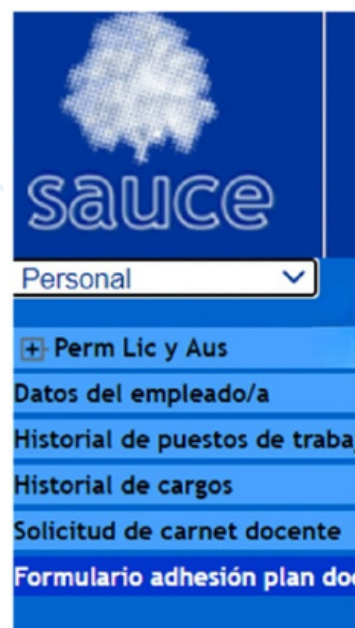 sauce
Personal
Perm Lic y Aus
Datos del empleado/a
Historial de puestos de traba
Historial de cargos
Solicitud de carnet docente
Formulario adhesión plan do